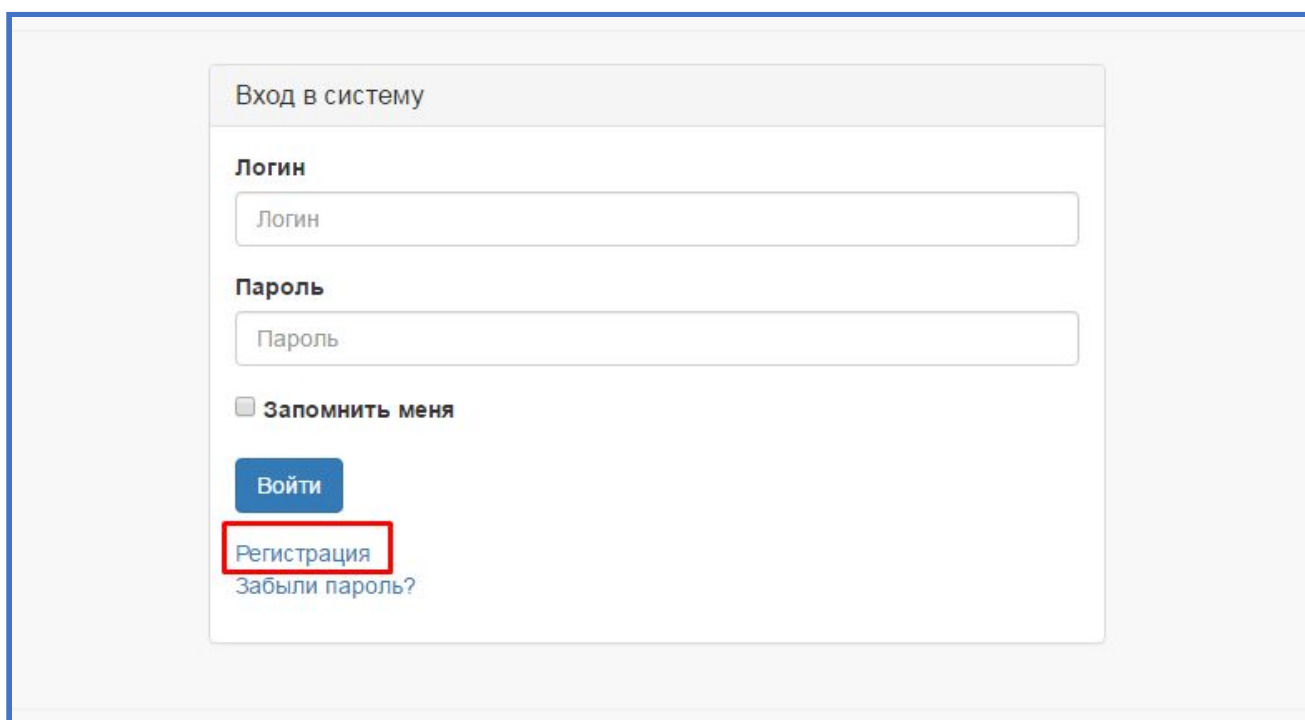 Вход в систему
Логин
Логин
Пароль
Пароль
Запомнить меня
Войти
Регистрация
Забыли пароль?